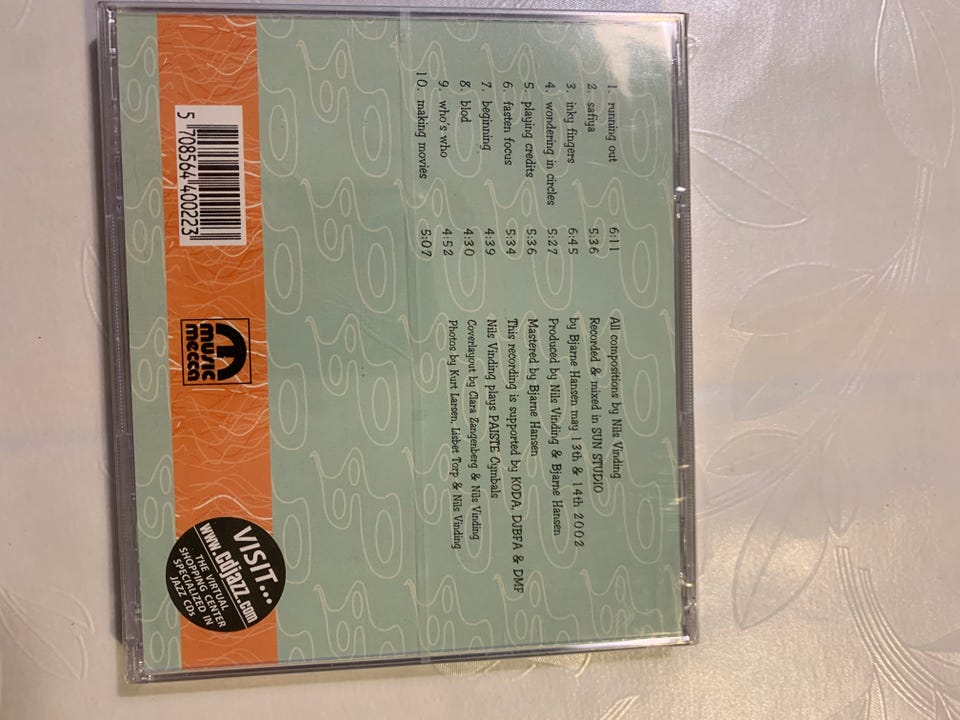 1. running out 6:11
2. safiya 5:36
3. inky fingers 6:45
4. wondering in circles 5:27
5. playing credits 5:36
6. fasten focus 5:34
7. beginning 4:39
8. blod 4:30
9. who's who 4:52
10. making movies 5:07
All compositions by Nils Vinding
Recorded & mixed in SUN STUDIO
by Bjarne Hansen may 13th & 14th 2002
Produced by Nils Vinding & Bjarne Hansen
Mastered by Bjarne Hansen
This recording is supported by KODA, DJBFA & DMF
Nils Vinding plays PAISTE Cymbals
Coverlayout by Clara Zangenberg & Nils Vinding
Photos by Kurt Larsen, Lisbet Torp & Nils Vinding
5 708564 400223
music
mecca
VISIT...
www.cdjazz.com
THE VIRTUAL
SHOPPING CENTER
SPECIALIZED IN
JAZZ CDs